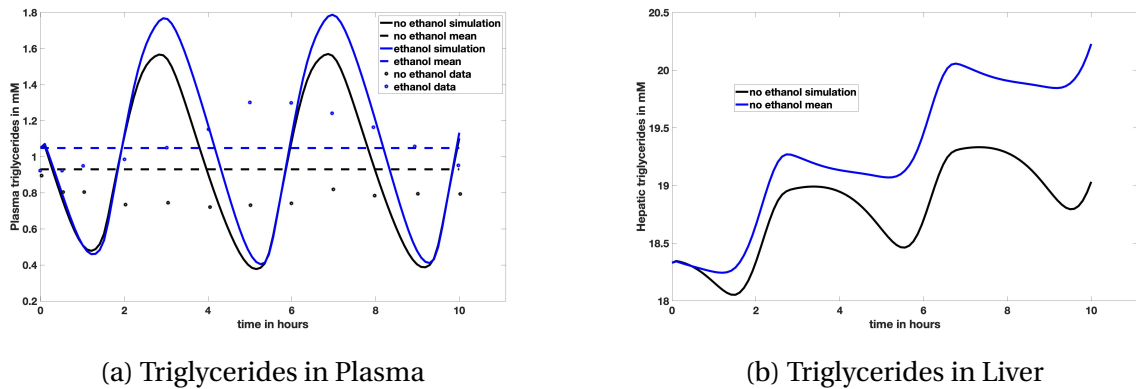 1.8
1.6
1.4
1.2
1
0.8
0.6
0.4
0.2
Plasma triglycerides in mM
0
2
4
6
8
10
time in hours
no ethanol simulation
no ethanol mean
ethanol simulation
ethanol mean
no ethanol data
ethanol data
(a) Triglycerides in Plasma
20.5
20
19.5
19
18.5
18
Hepatic triglycerides in mM
0
2
4
6
8
10
time in hours
no ethanol simulation
no ethanol mean
(b) Triglycerides in Liver